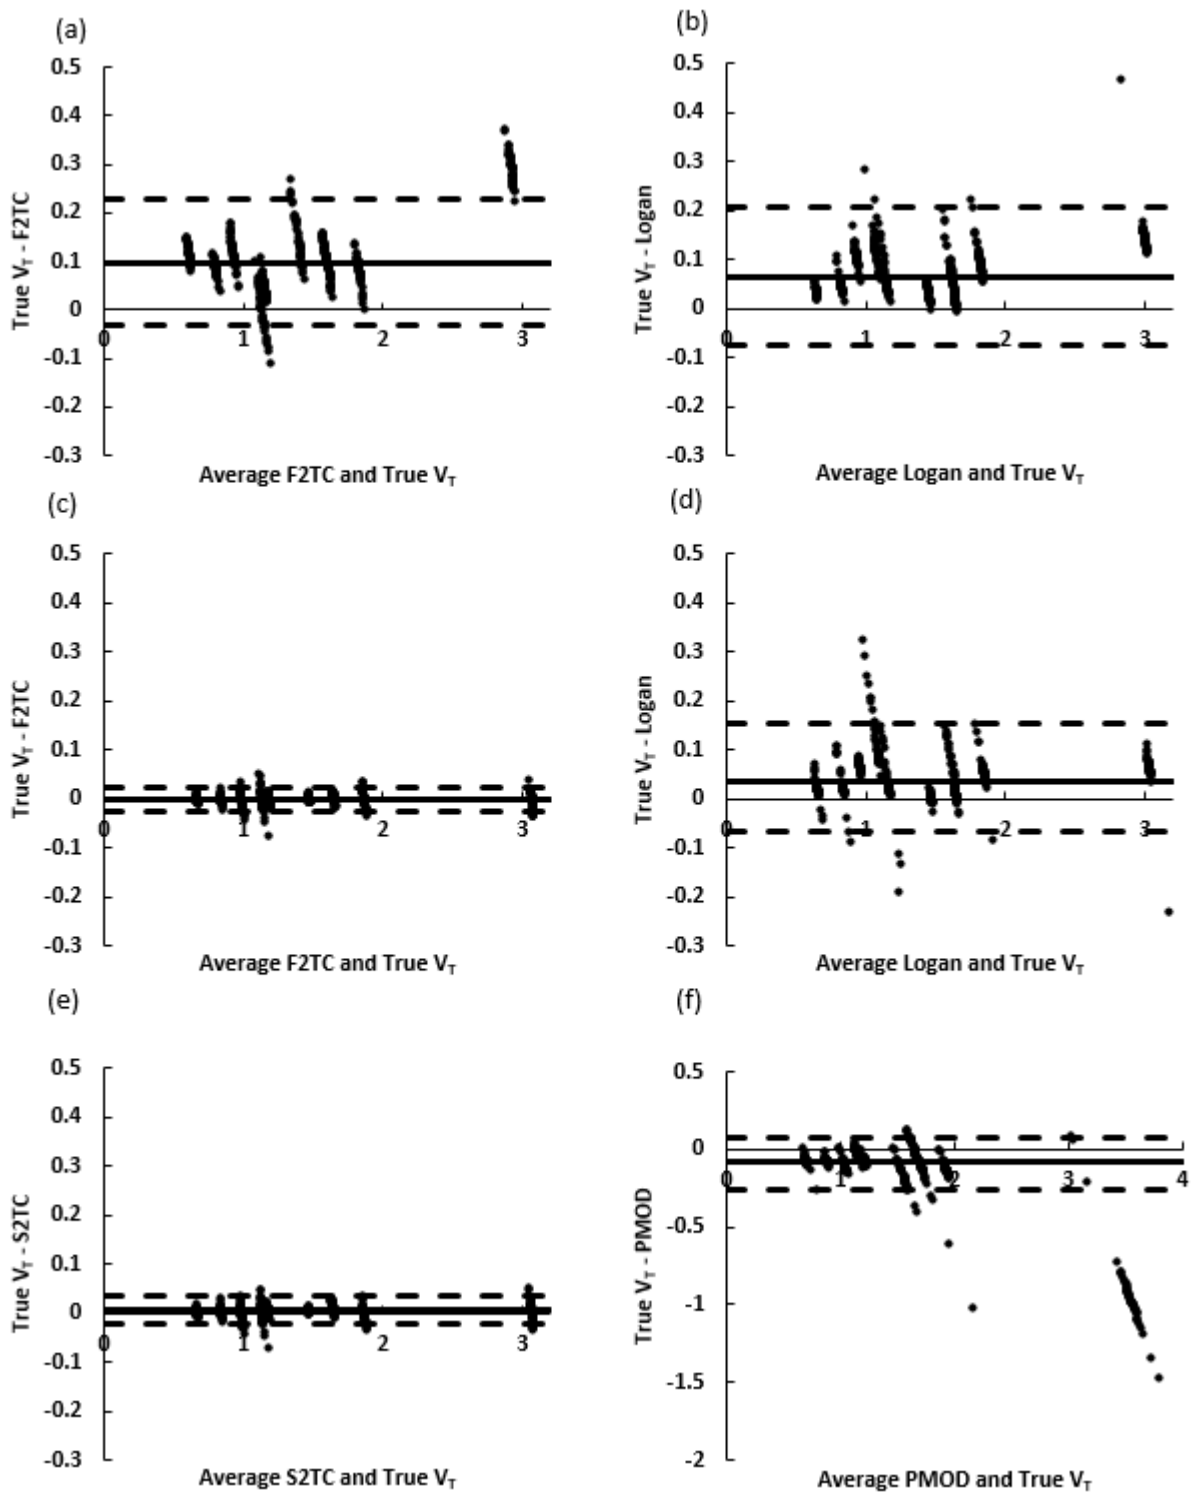 (a)
0.5
0.4
0.3
0.2
0.1
0
-0.1
-0.2
-0.3
0 1 2 3
True VT - F2TC
Average F2TC and True VT
(b)
0.5
0.4
0.3
0.2
0.1
0
-0.1
-0.2
-0.3
0 1 2 3
True VT - Logan
Average Logan and True VT
(c)
0.5
0.4
0.3
0.2
0.1
0
-0.1
-0.2
-0.3
0 1 2 3
True VT - F2TC
Average F2TC and True VT
(d)
0.5
0.4
0.3
0.2
0.1
0
-0.1
-0.2
-0.3
0 1 2 3
True VT - Logan
Average Logan and True VT
(e)
0.5
0.4
0.3
0.2
0.1
0
-0.1
-0.2
-0.3
0 1 2 3
True VT - S2TC
Average S2TC and True VT
(f)
0.5
0
-0.5
-1
-1.5
-2
0 1 2 3 4
True VT - PMOD
Average PMOD and True VT